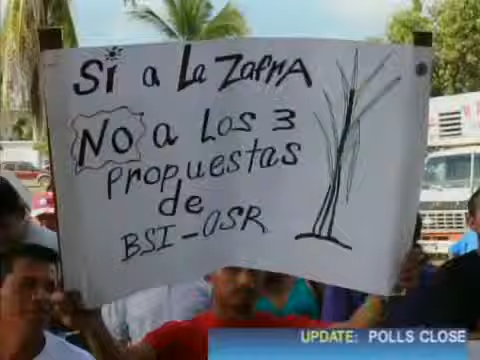 Si a La ZafrA
NO a Los 3
propuestas
de
BSI-OSR
UPDATE: POLLS CLOSE